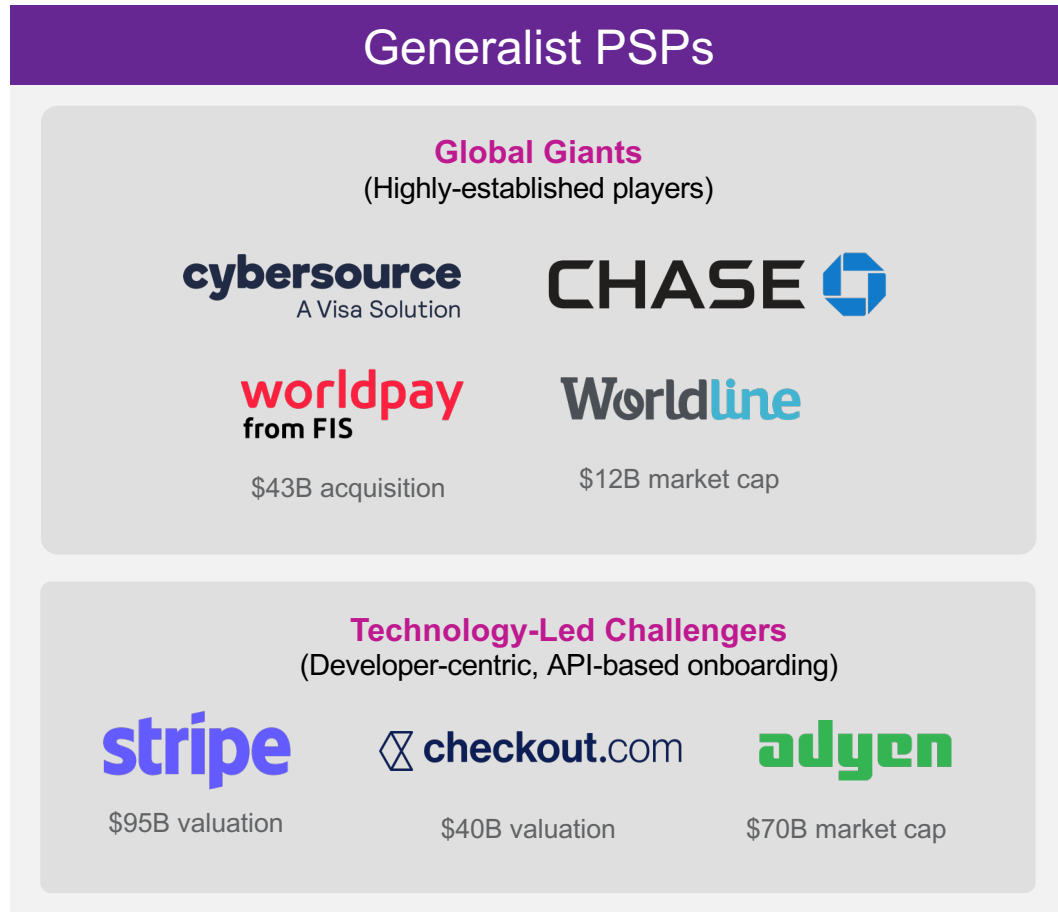 Generalist PSPs
Global Giants
(Highly-established players)
cybersource
A Visa Solution
CHASE
worldpay
from FIS
$43B acquisition
Worldline
$12B market cap
Technology-Led Challengers
(Developer-centric, API-based onboarding)
stripe
$95B valuation
checkout.com
$40B valuation
adyen
$70B market cap